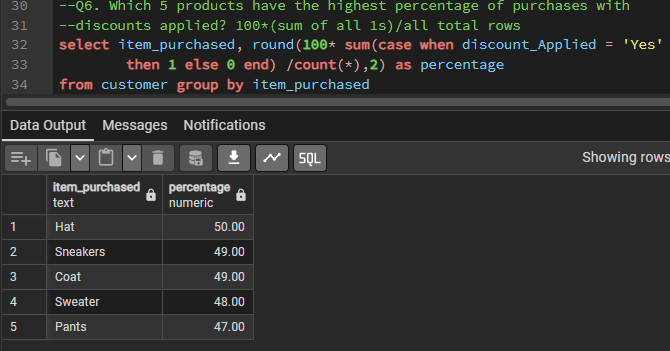 30 --Q6. Which 5 products have the highest percentage of purchases with
31 --discounts applied? 100*(sum of all 1s)/all total rows
32 select item_purchased, round(100* sum(case when discount_Applied = 'Yes'
33 then 1 else 0 end) /count(*),2) as percentage
34 from customer group by item_purchased
Data Output Messages Notifications
SQL Showing rows
item_purchased percentage
text numeric
1 Hat 50.00
2 Sneakers 49.00
3 Coat 49.00
4 Sweater 48.00
5 Pants 47.00